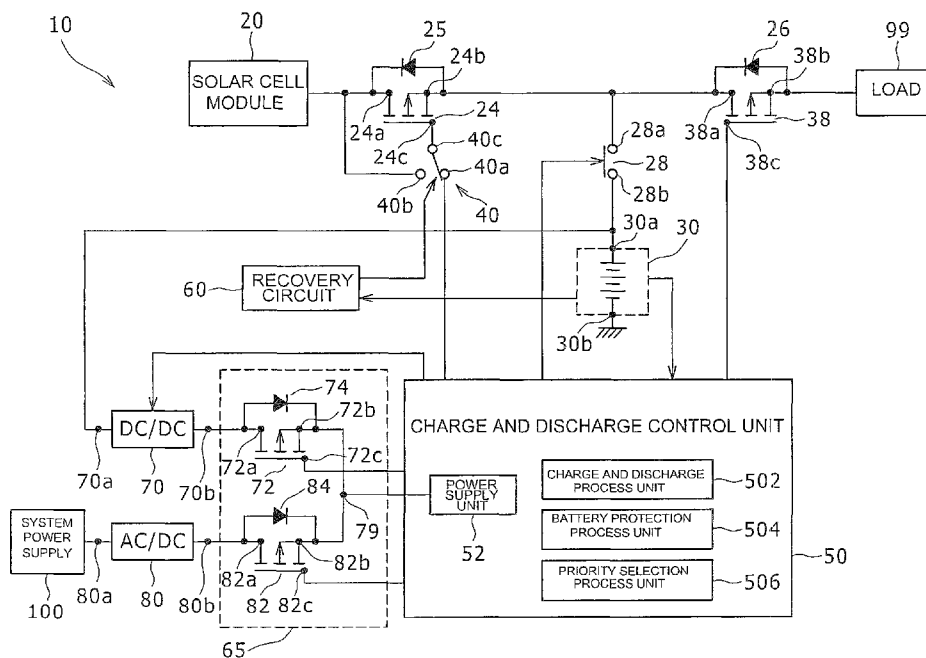 10
20
SOLAR CELL
MODULE
25
24b
24
24a
24c
40c
40a
40b
40
26
38b
99
LOAD
38a
38
38c
28a
28
28b
30a
30
30b
60
RECOVERY
CIRCUIT
74
72b
72a
72c
72
DC/DC
70a
70
70b
84
79
SYSTEM
POWER
SUPPLY
100
AC/DC
80a
80
80b
82a
82b
82
82c
65
CHARGE AND DISCHARGE CONTROL UNIT
POWER
SUPPLY
UNIT
52
CHARGE AND DISCHARGE
PROCESS UNIT
502
BATTERY PROTECTION
PROCESS UNIT
504
PRIORITY SELECTION
PROCESS UNIT
506
50